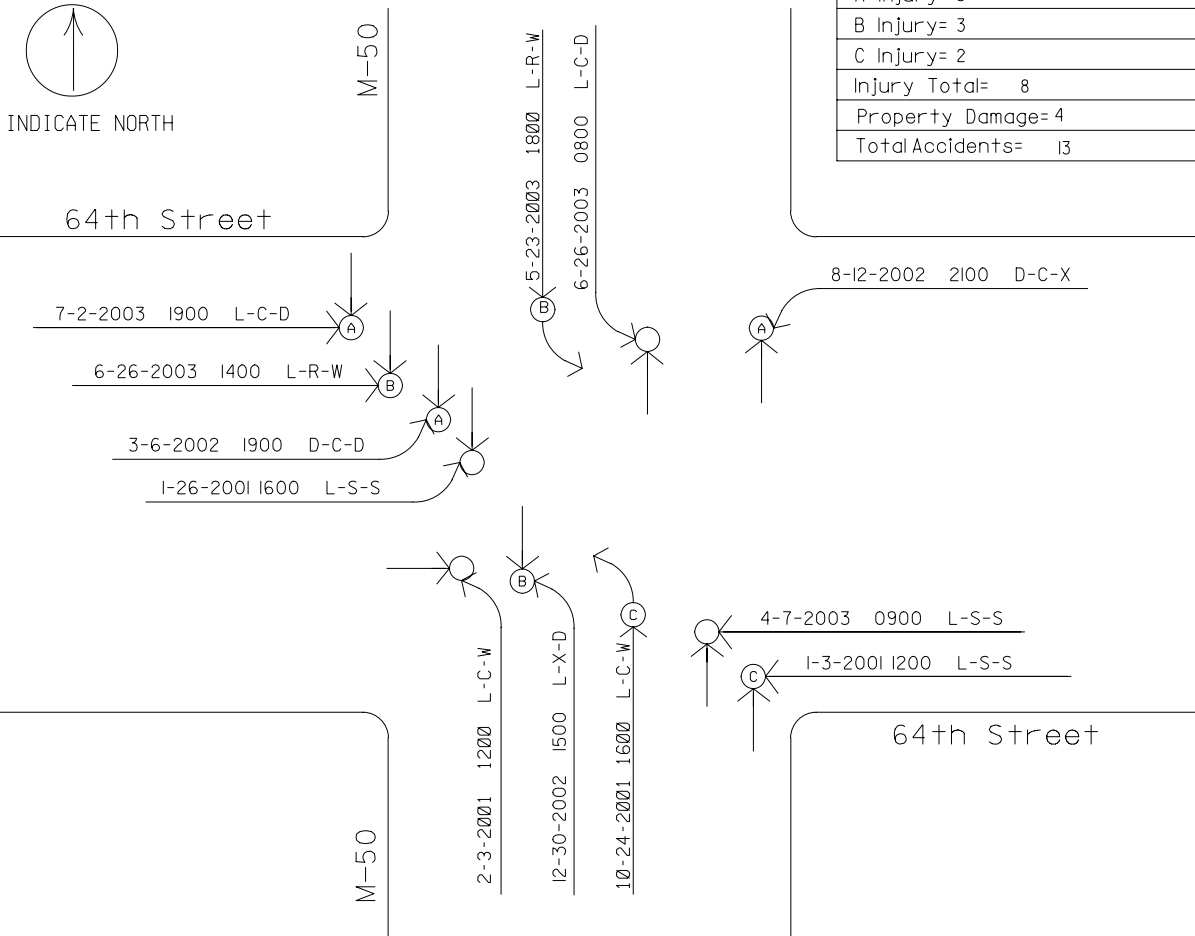 B Injury= 3
C Injury= 2
Injury Total= 8
Property Damage= 4
Total Accidents= 13
INDICATE NORTH
M-50
64th Street
5-23-2003 1800 L-R-W
6-26-2003 0800 L-C-D
8-12-2002 2100 D-C-X
7-2-2003 1900 L-C-D
A
B
A
6-26-2003 1400 L-R-W
B
3-6-2002 1900 D-C-D
A
1-26-2001 1600 L-S-S
B
C
4-7-2003 0900 L-S-S
1-3-2001 1200 L-S-S
C
2-3-2001 1200 L-C-W
12-30-2002 1500 L-X-D
10-24-2001 1600 L-C-W
64th Street
M-50